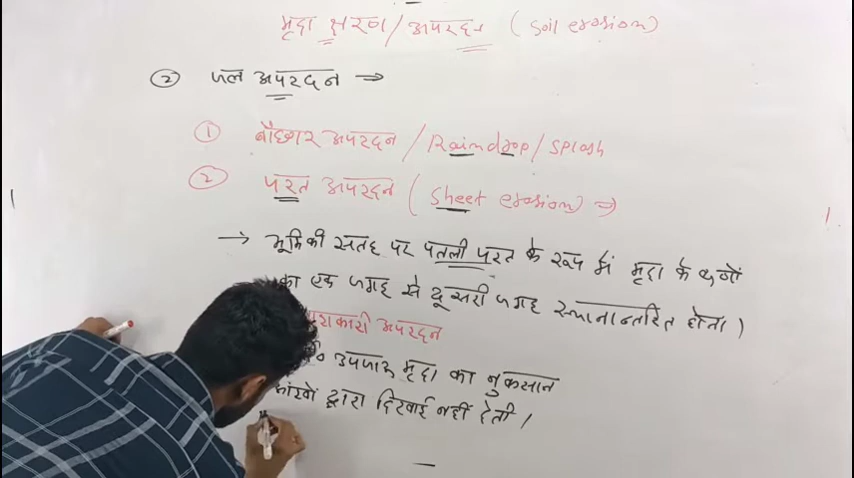 मृदा क्षरण / अपरदन (Soil erosion)
② जल अपरदन →
① बौछार अपरदन / Raindrop / Splash
② परत अपरदन (Sheet erosion) →
→ भूमि की सतह पर पतली परत के रूप में मृदा के कणों
का एक जगह से दूसरी जगह स्थानान्तरित होता।
अपरदन
उपजाऊ मृदा का नुकसान
आंखों द्वारा दिखाई नहीं देती।